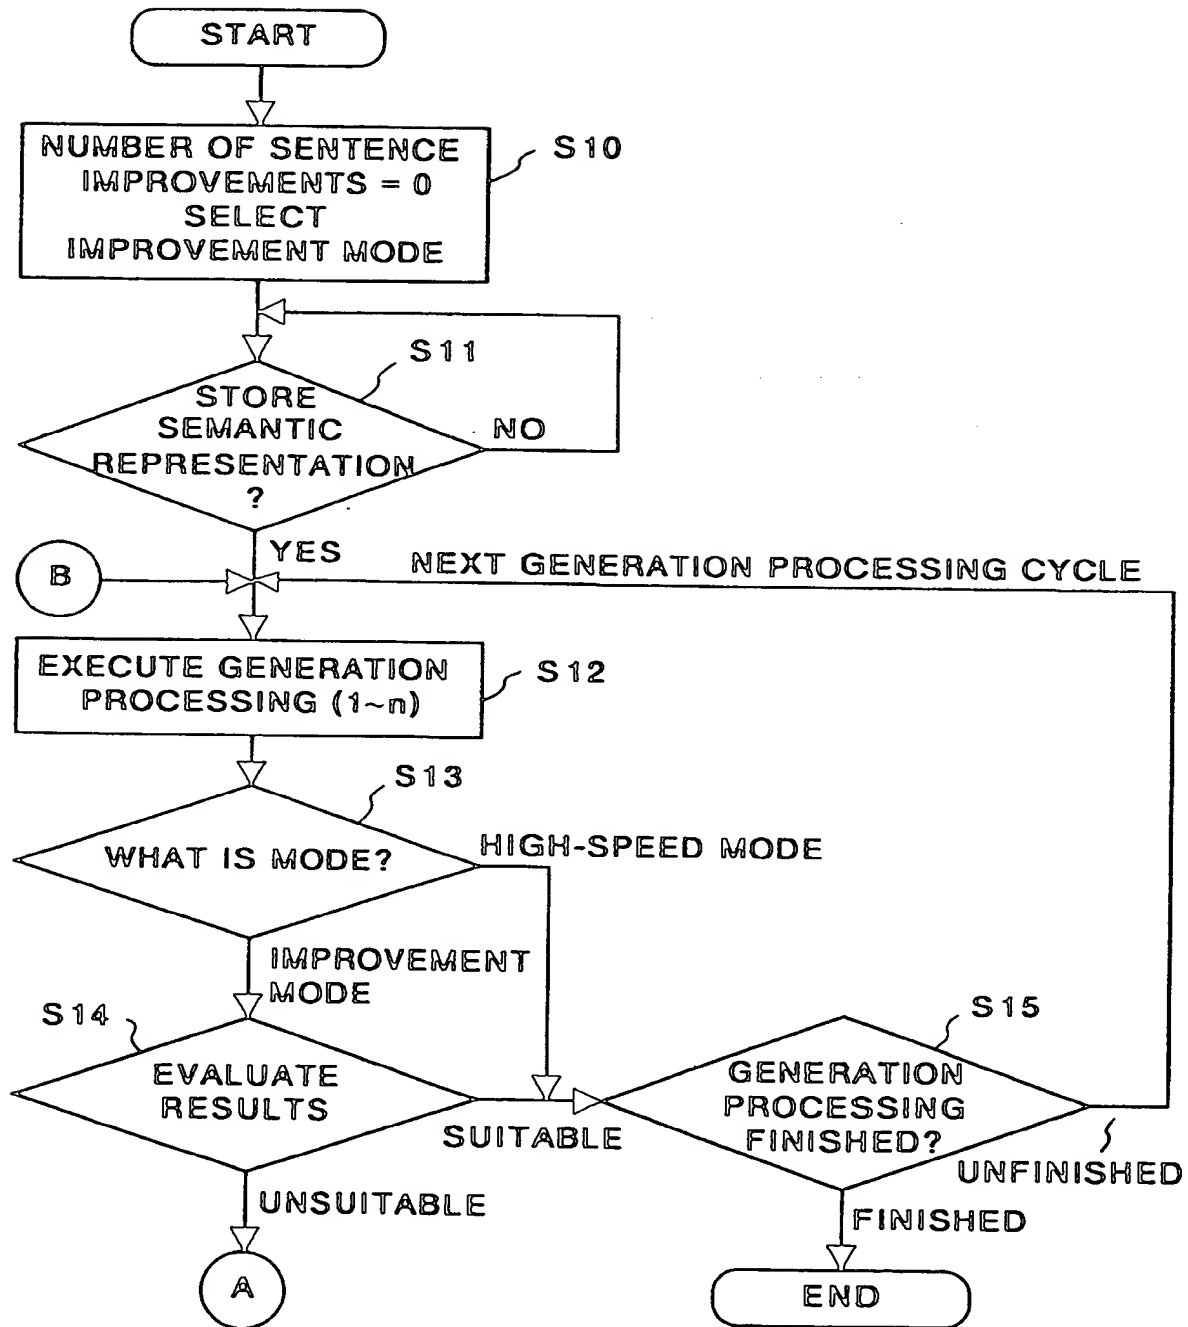 START
NUMBER OF SENTENCE
IMPROVEMENTS = 0
SELECT
IMPROVEMENT MODE
S10
S11
STORE
SEMANTIC
REPRESENTATION
?
NO
YES
B
NEXT GENERATION PROCESSING CYCLE
EXECUTE GENERATION
PROCESSING (1~n)
S12
S13
WHAT IS MODE?
HIGH-SPEED MODE
IMPROVEMENT
MODE
S14
EVALUATE
RESULTS
SUITABLE
S15
GENERATION
PROCESSING
FINISHED?
UNFINISHED
UNSUITABLE
FINISHED
A
END